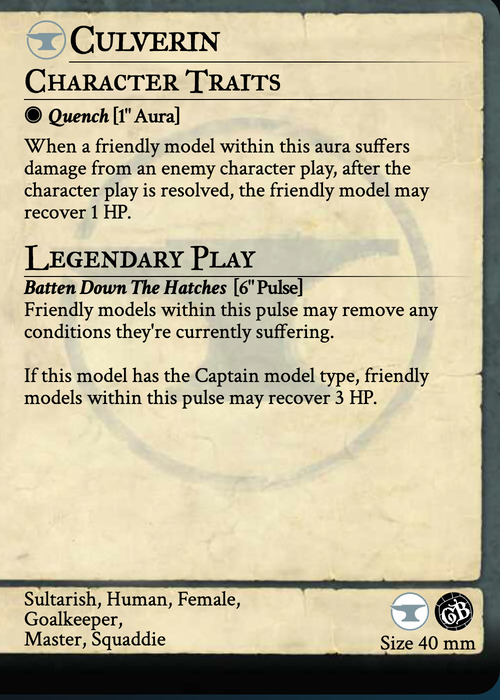 Culverin
Character Traits
Quench [1" Aura]
When a friendly model within this aura suffers
damage from an enemy character play, after the
character play is resolved, the friendly model may
recover 1 HP.
Legendary Play
Batten Down The Hatches [6" Pulse]
Friendly models within this pulse may remove any
conditions they're currently suffering.
If this model has the Captain model type, friendly
models within this pulse may recover 3 HP.
Sultarish, Human, Female,
Goalkeeper,
Master, Squaddie
GB
Size 40 mm